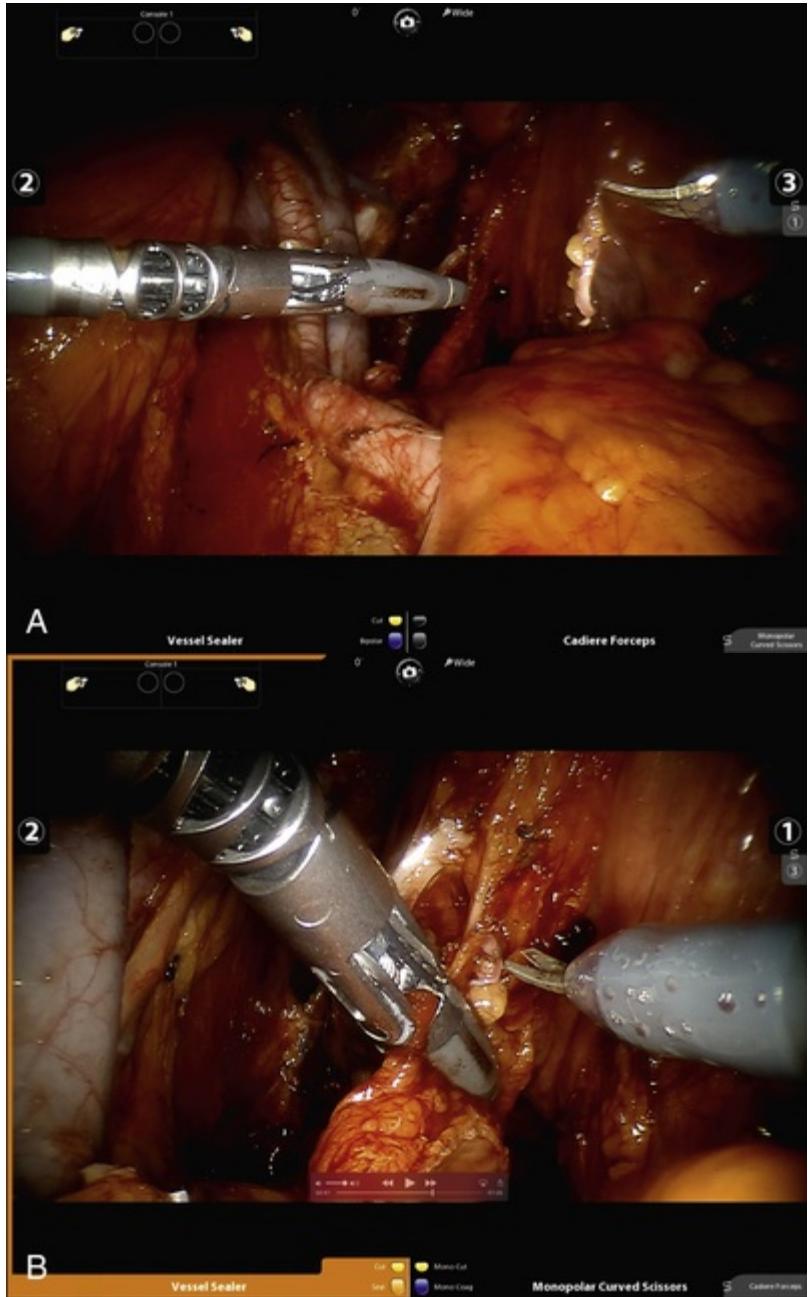 Console 1
0°
Wide
2
3
1
A
Cut
Bipolar
Vessel Sealer
Cadiere Forceps
Monopolar
Curved Scissors
Console 1
0°
Wide
2
1
3
B
Cut
Seal
Mono Cut
Mono Coag
Vessel Sealer
Monopolar Curved Scissors
Cadiere Forceps